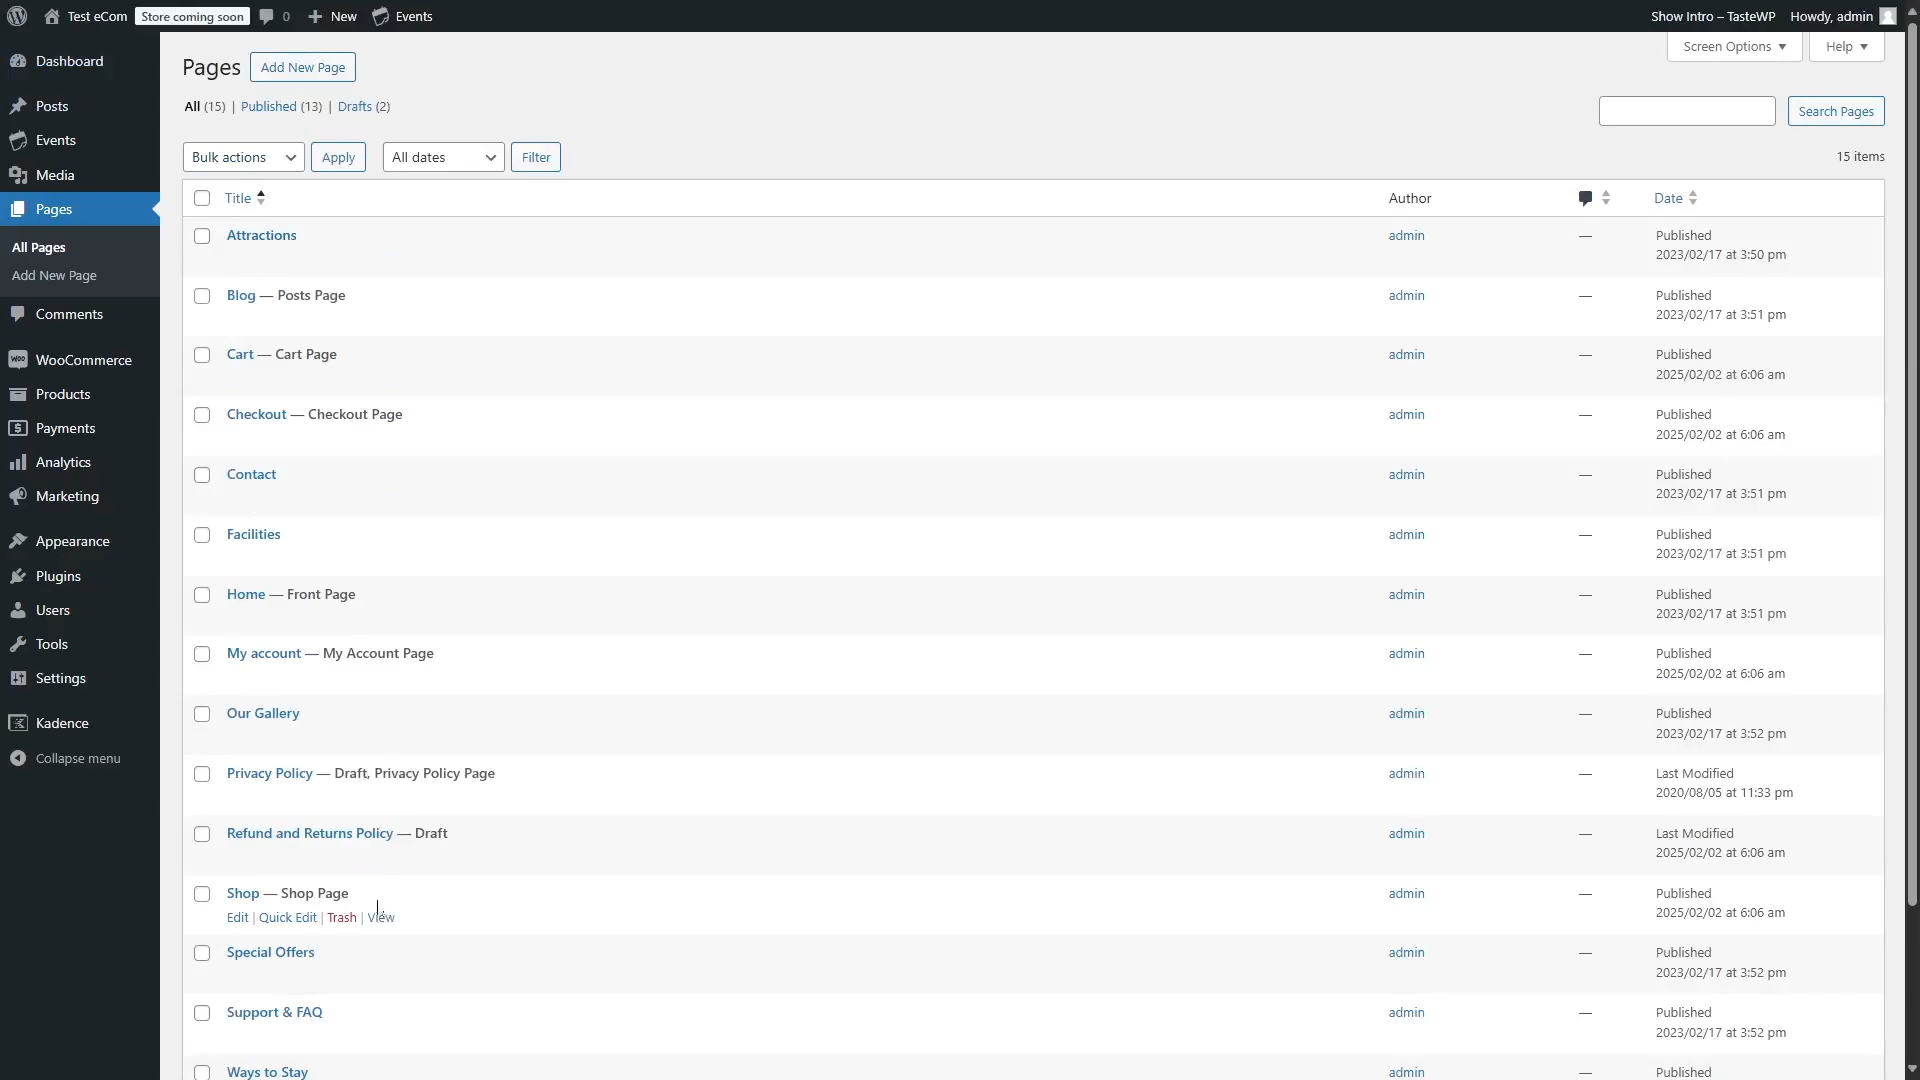 Test eCom Store coming soon 0 New Events Show Intro – TasteWP Howdy, admin
Screen Options Help
Dashboard
Posts
Events
Media
Pages
All Pages
Add New Page
Comments
WooCommerce
Products
Payments
Analytics
Marketing
Appearance
Plugins
Users
Tools
Settings
Kadence
Collapse menu
Pages Add New Page
All (15) | Published (13) | Drafts (2)
Search Pages
Bulk actions Apply All dates Filter 15 items
Title Author Date
Attractions admin — Published
2023/02/17 at 3:50 pm
Blog — Posts Page admin — Published
2023/02/17 at 3:51 pm
Cart — Cart Page admin — Published
2025/02/02 at 6:06 am
Checkout — Checkout Page admin — Published
2025/02/02 at 6:06 am
Contact admin — Published
2023/02/17 at 3:51 pm
Facilities admin — Published
2023/02/17 at 3:51 pm
Home — Front Page admin — Published
2023/02/17 at 3:51 pm
My account — My Account Page admin — Published
2025/02/02 at 6:06 am
Our Gallery admin — Published
2023/02/17 at 3:52 pm
Privacy Policy — Draft, Privacy Policy Page admin — Last Modified
2020/08/05 at 11:33 pm
Refund and Returns Policy — Draft admin — Last Modified
2025/02/02 at 6:06 am
Shop — Shop Page admin — Published
Edit | Quick Edit | Trash | View 2025/02/02 at 6:06 am
Special Offers admin — Published
2023/02/17 at 3:52 pm
Support & FAQ admin — Published
2023/02/17 at 3:52 pm
Ways to Stay admin — Published